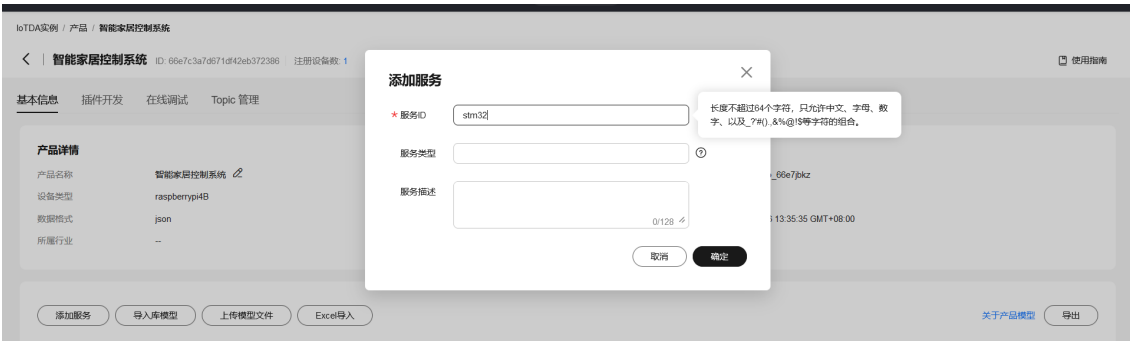 IoTDA实例 / 产品 / 智能家居控制系统
智能家居控制系统 ID: 66e7c3a7d671df42eb372386 注册设备数: 1
使用指南
基本信息 插件开发 在线调试 Topic 管理
添加服务
* 服务ID stm32
长度不超过64个字符，只允许中文、字母、数
字、以及_?'#().,&%@!$等字符的组合。
服务类型
服务描述
0/128
取消 确定
产品详情
产品名称 智能家居控制系统
_66e7jbkz
设备类型 raspberrypi4B
数据格式 json
13:35:35 GMT+08:00
所属行业 --
添加服务 导入库模型 上传模型文件 Excel导入 关于产品模型 导出